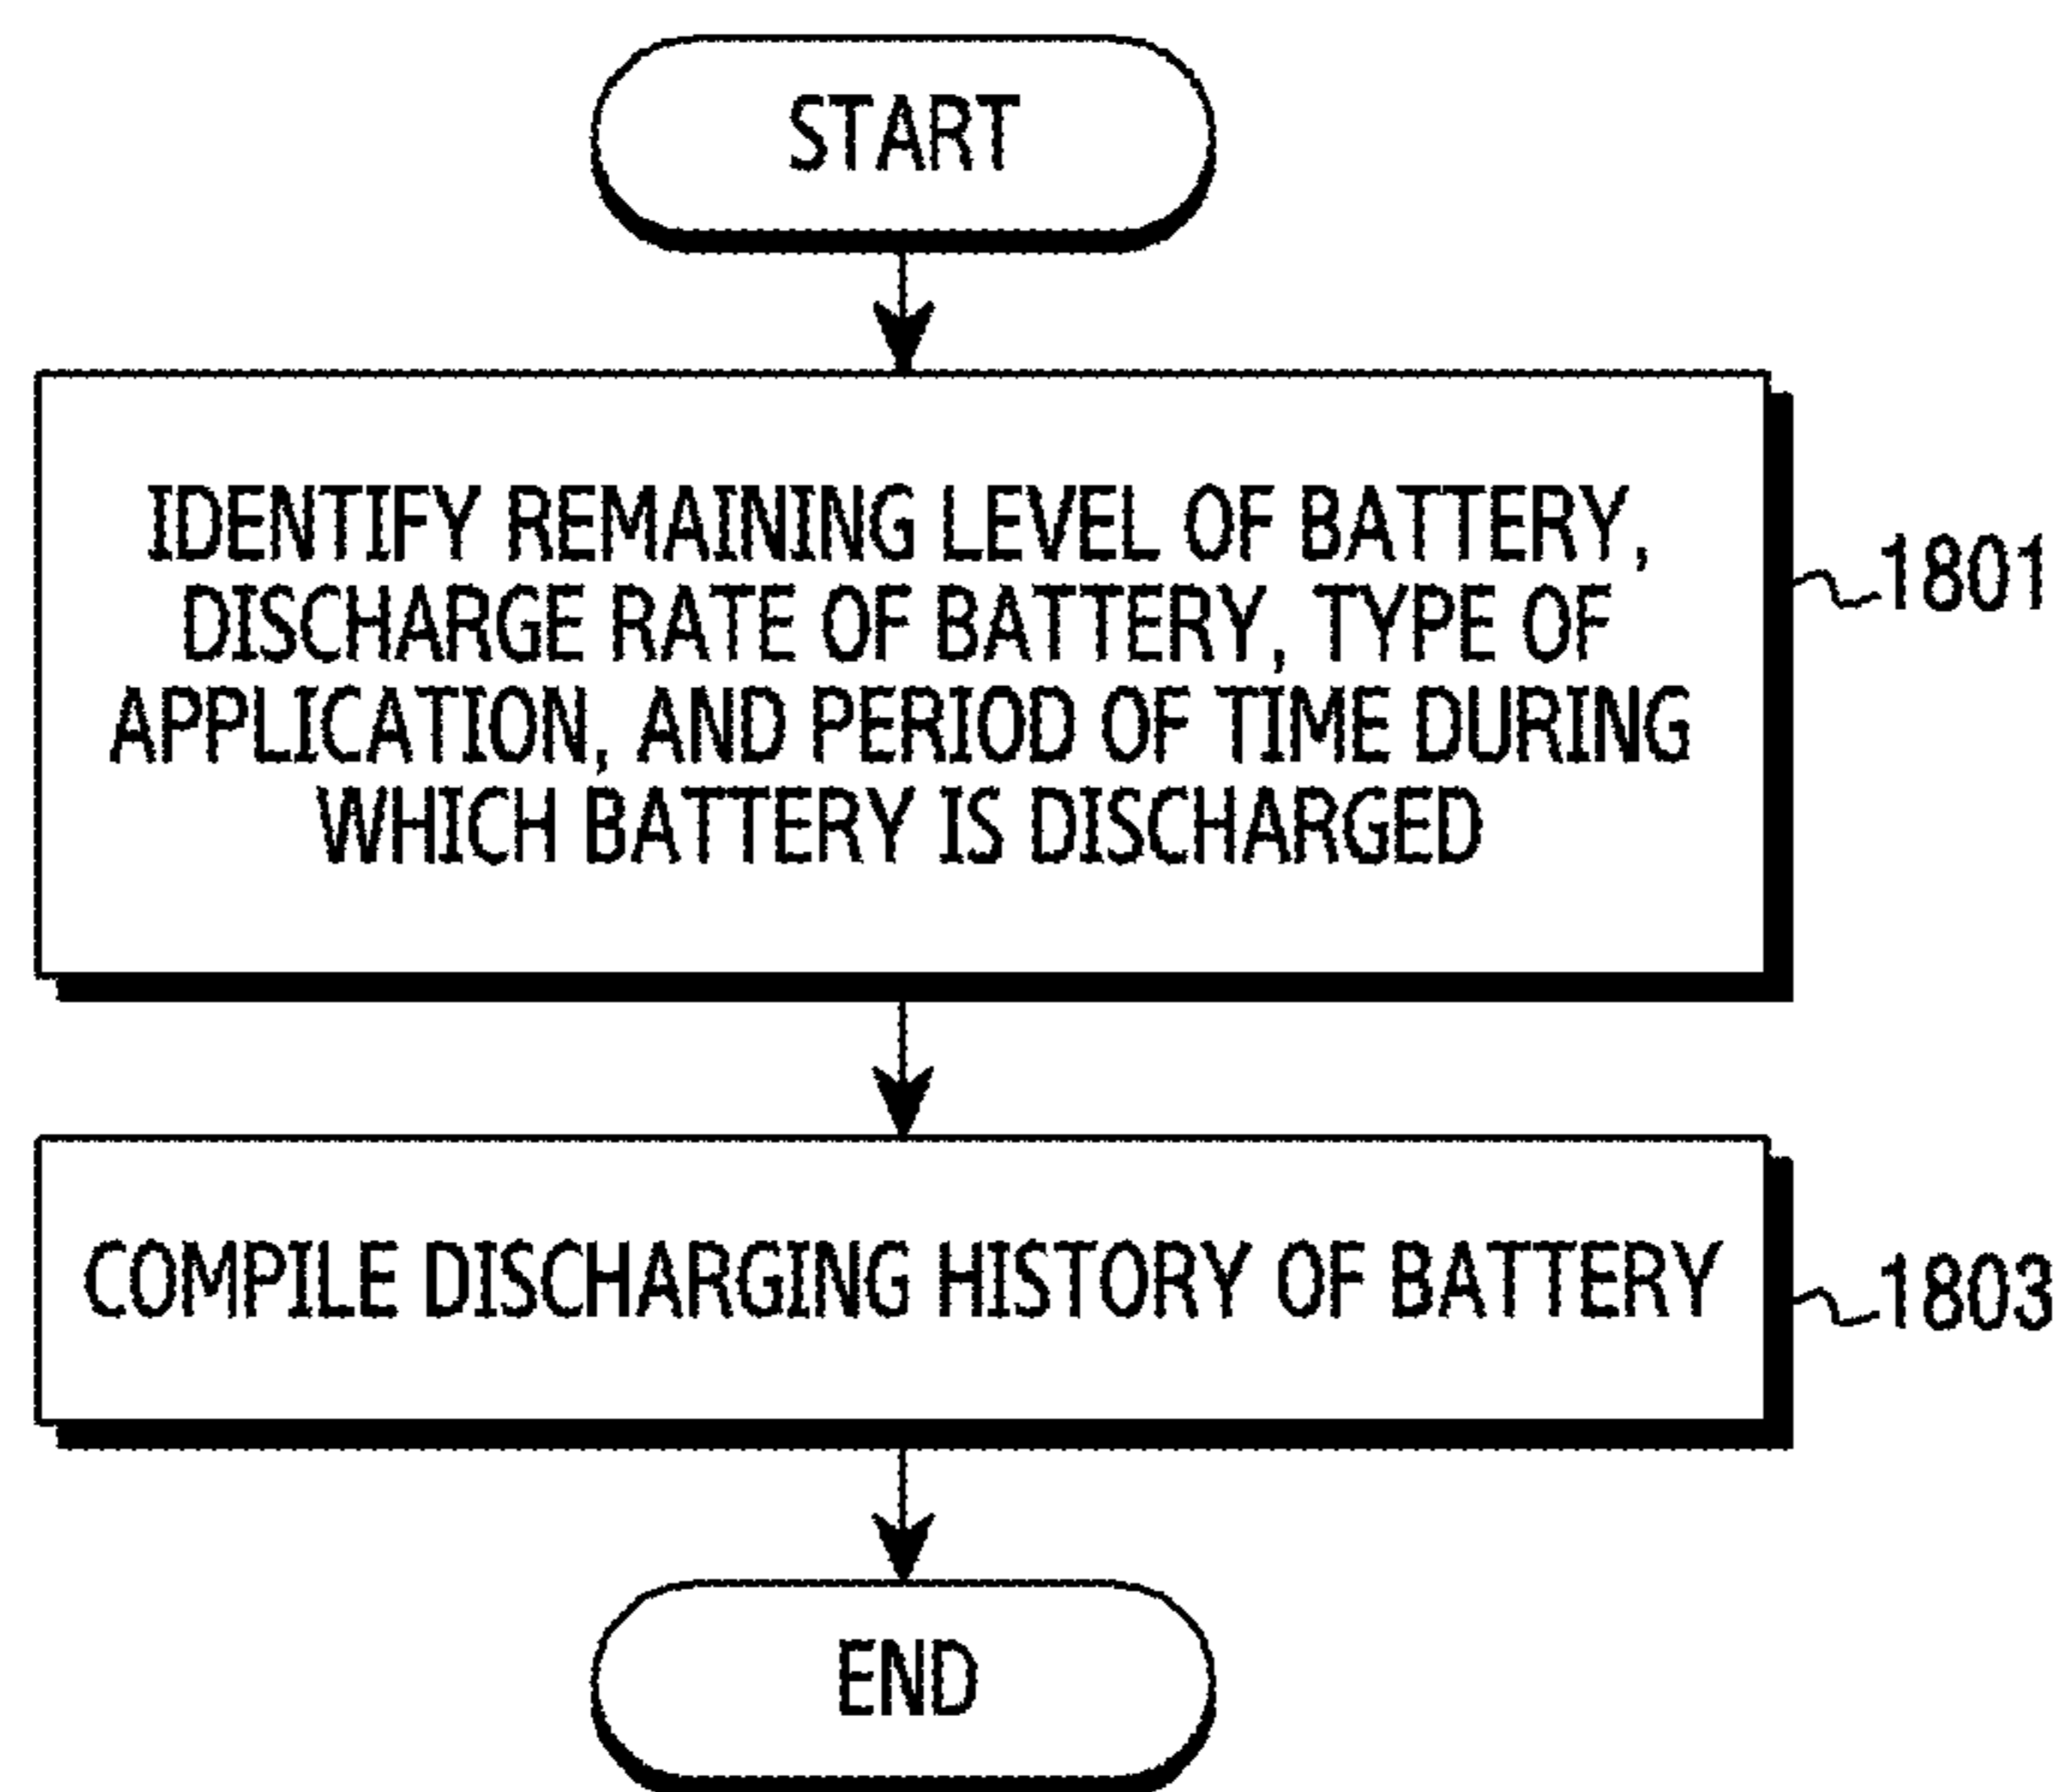 START
IDENTIFY REMAINING LEVEL OF BATTERY,
DISCHARGE RATE OF BATTERY, TYPE OF
APPLICATION, AND PERIOD OF TIME DURING
WHICH BATTERY IS DISCHARGED
1801
COMPILE DISCHARGING HISTORY OF BATTERY
1803
END